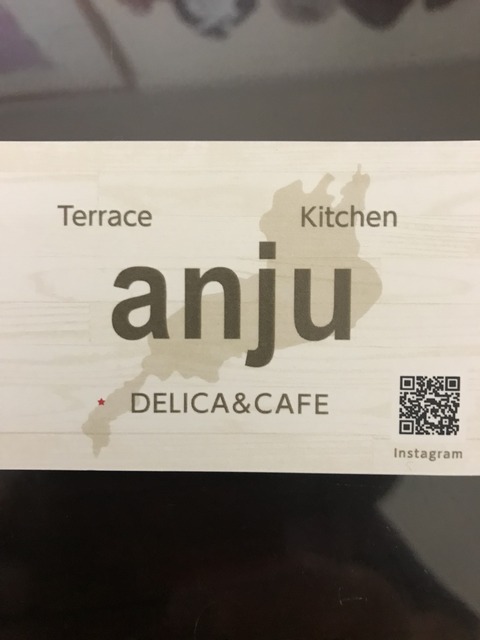 Terrace Kitchen
anju
DELICA&CAFE
Instagram